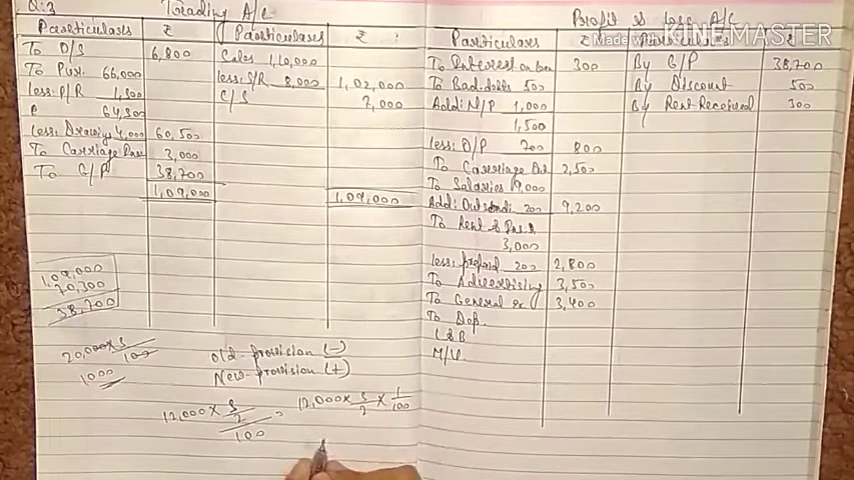 Q.3
Trading A/c
Particulars ₹ Particulars ₹
To O/S 6,800 Sales 1,10,000
To Pur. 66,000 less: S/R 8,000 1,02,000
less: P/R 1,500 C/S 7,000
64,500
less: Drawing 4,000 60,500
To Carriage 3,000
To G/P 38,700
1,09,000 1,09,000
1,09,000
70,300
38,700
20,000 × 5/100
1000
Old provision (-)
New provision (+)
12,000 × 5/2 /100 = 12,000 × 5/2 × 1/100
Profit & loss A/c
Made With KINEMASTER
Particulars ₹ Particulars ₹
To Interest on 300 By G/P 38,700
To Bad debts 500 By Discount 500
Add: N/P 1,000 By Rent Received 300
1,500
less: O/P 700 800
To Carriage 2,500
To Salaries 9,000
Add: Outstandi 200 9,200
To Rent &
3,000
less: prepaid 200 2,800
To Advertising 3,500
To General ex 3,400
To Dep.
L & B
M/V